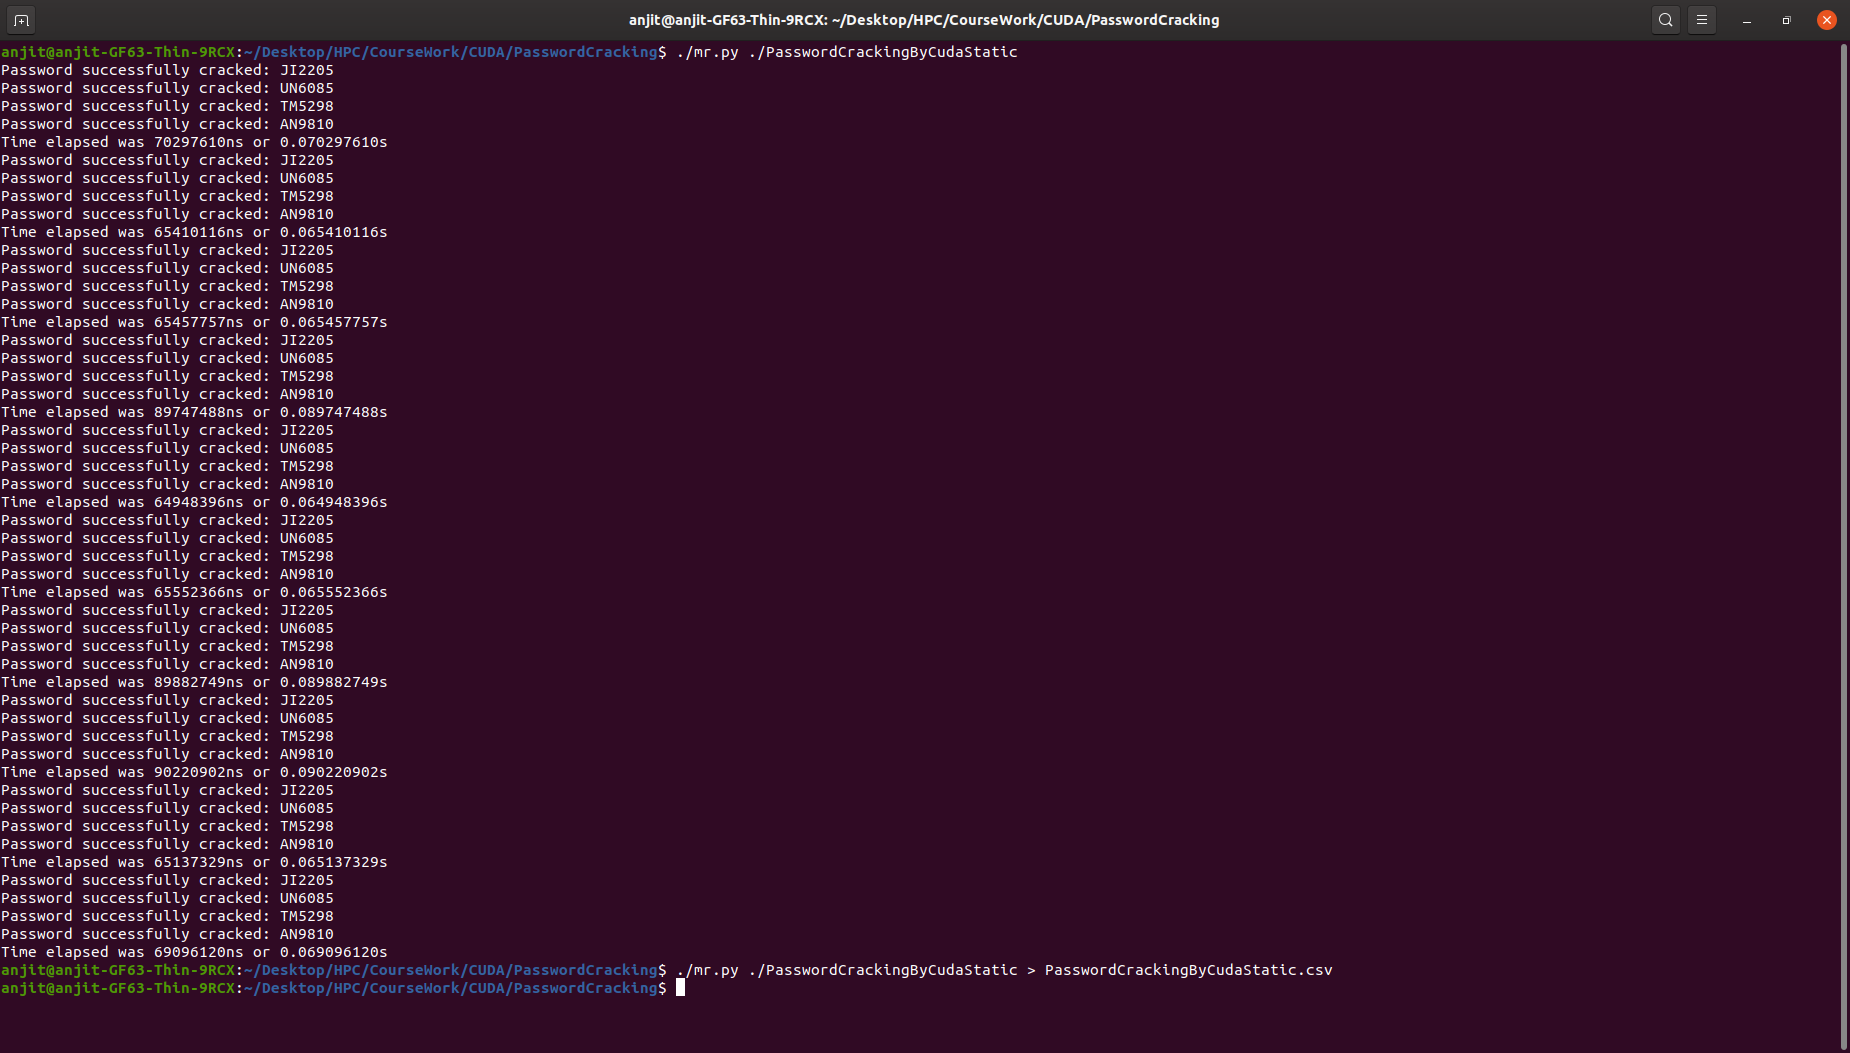 anjit@anjit-GF63-Thin-9RCX: ~/Desktop/HPC/CourseWork/CUDA/PasswordCracking
anjit@anjit-GF63-Thin-9RCX:~/Desktop/HPC/CourseWork/CUDA/PasswordCracking$ ./mr.py ./PasswordCrackingByCudaStatic
Password successfully cracked: JI2205
Password successfully cracked: UN6085
Password successfully cracked: TM5298
Password successfully cracked: AN9810
Time elapsed was 70297610ns or 0.070297610s
Password successfully cracked: JI2205
Password successfully cracked: UN6085
Password successfully cracked: TM5298
Password successfully cracked: AN9810
Time elapsed was 65410116ns or 0.065410116s
Password successfully cracked: JI2205
Password successfully cracked: UN6085
Password successfully cracked: TM5298
Password successfully cracked: AN9810
Time elapsed was 65457757ns or 0.065457757s
Password successfully cracked: JI2205
Password successfully cracked: UN6085
Password successfully cracked: TM5298
Password successfully cracked: AN9810
Time elapsed was 89747488ns or 0.089747488s
Password successfully cracked: JI2205
Password successfully cracked: UN6085
Password successfully cracked: TM5298
Password successfully cracked: AN9810
Time elapsed was 64948396ns or 0.064948396s
Password successfully cracked: JI2205
Password successfully cracked: UN6085
Password successfully cracked: TM5298
Password successfully cracked: AN9810
Time elapsed was 65552366ns or 0.065552366s
Password successfully cracked: JI2205
Password successfully cracked: UN6085
Password successfully cracked: TM5298
Password successfully cracked: AN9810
Time elapsed was 89882749ns or 0.089882749s
Password successfully cracked: JI2205
Password successfully cracked: UN6085
Password successfully cracked: TM5298
Password successfully cracked: AN9810
Time elapsed was 90220902ns or 0.090220902s
Password successfully cracked: JI2205
Password successfully cracked: UN6085
Password successfully cracked: TM5298
Password successfully cracked: AN9810
Time elapsed was 65137329ns or 0.065137329s
Password successfully cracked: JI2205
Password successfully cracked: UN6085
Password successfully cracked: TM5298
Password successfully cracked: AN9810
Time elapsed was 69096120ns or 0.069096120s
anjit@anjit-GF63-Thin-9RCX:~/Desktop/HPC/CourseWork/CUDA/PasswordCracking$ ./mr.py ./PasswordCrackingByCudaStatic > PasswordCrackingByCudaStatic.csv
anjit@anjit-GF63-Thin-9RCX:~/Desktop/HPC/CourseWork/CUDA/PasswordCracking$